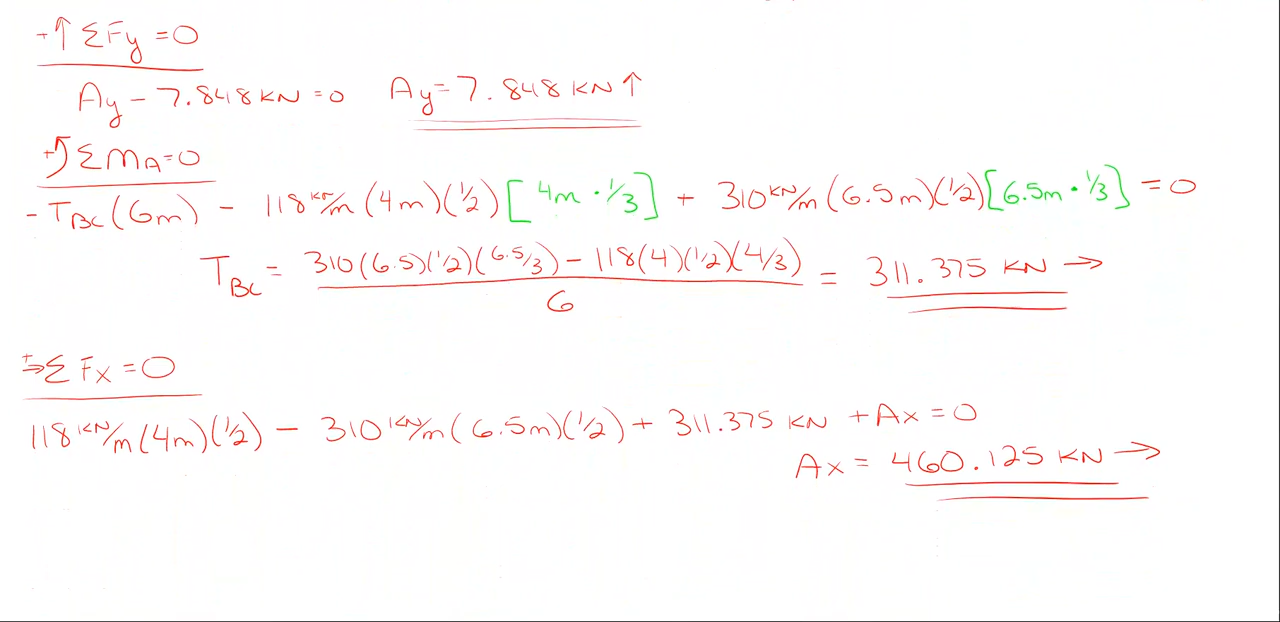 +↑ ΣFy = 0
Ay - 7.848 KN = 0 Ay = 7.848 KN ↑
+↺ ΣMA = 0
- TBC (6m) - 118 KN/m (4m)(1/2) [4m · 1/3] + 310 KN/m (6.5m)(1/2) [6.5m · 1/3] = 0
TBC = 310(6.5)(1/2)(6.5/3) - 118(4)(1/2)(4/3) / 6 = 311.375 KN →
+→ Σ Fx = 0
118 KN/m (4m)(1/2) - 310 KN/m (6.5m)(1/2) + 311.375 KN + Ax = 0
Ax = 460.125 KN →